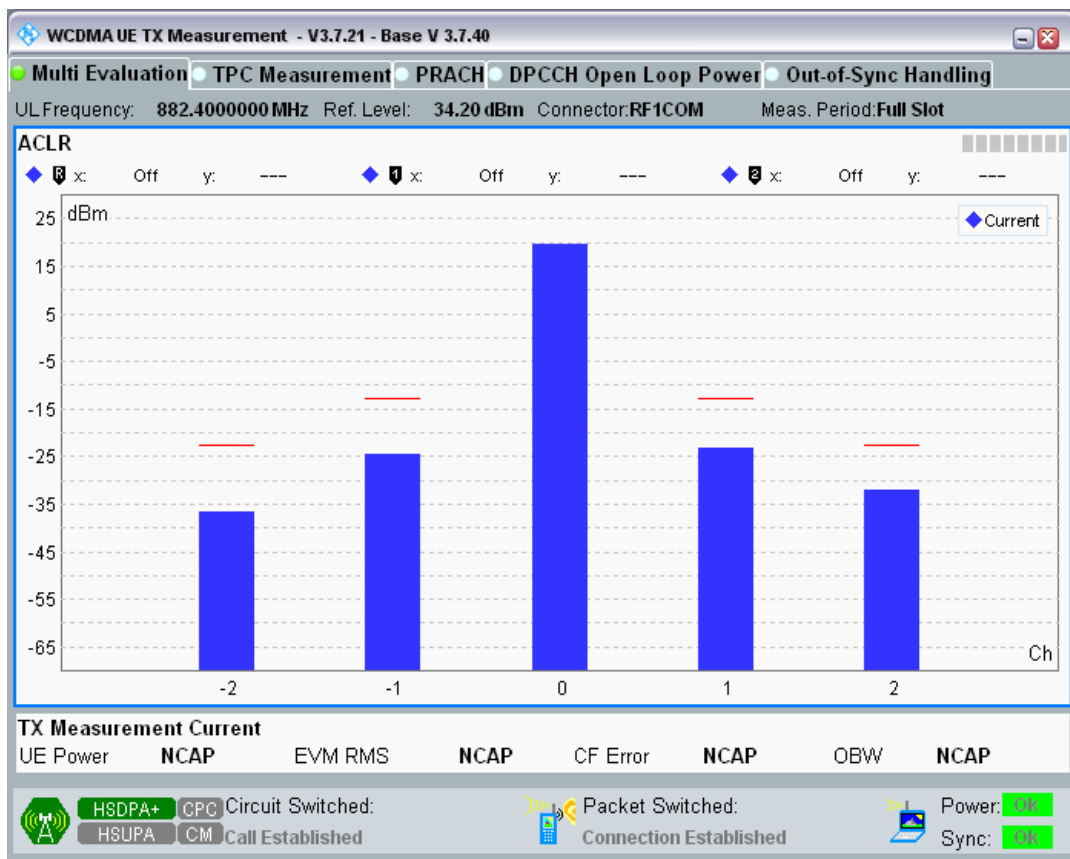 WCDMA UE TX Measurement - V3.7.21 - Base V 3.7.40
Multi Evaluation TPC Measurement PRACH DPCCH Open Loop Power Out-of-Sync Handling
UL Frequency: 882.4000000 MHz Ref. Level: 34.20 dBm Connector:RF1COM Meas. Period:Full Slot
ACLR
R x: Off y: --- 1 x: Off y: --- 2 x: Off y: ---
dBm
Current
25
15
5
-5
-15
-25
-35
-45
-55
-65
Ch
-2 -1 0 1 2
TX Measurement Current
UE Power NCAP EVM RMS NCAP CF Error NCAP OBW NCAP
HSDPA+ CPC Circuit Switched: Packet Switched: Power: OK
HSUPA CM Call Established Connection Established Sync: OK